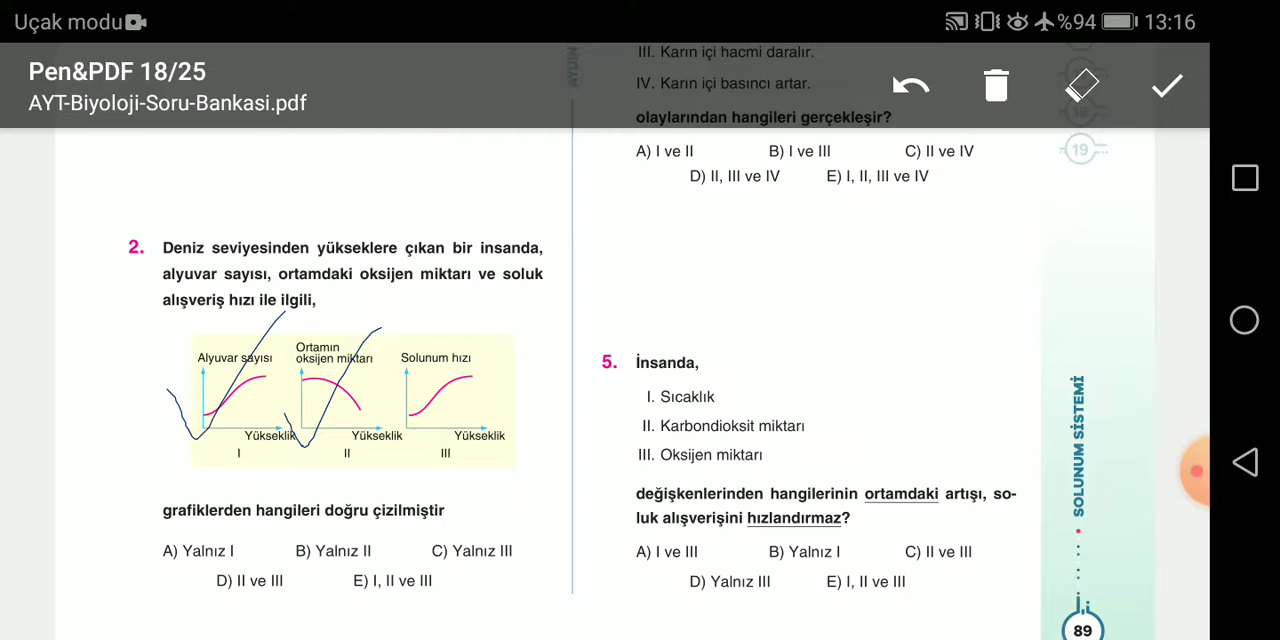 Uçak modu
%94
13:16
Pen&PDF 18/25
AYT-Biyoloji-Soru-Bankasi.pdf
AYDIN
III. Karın içi hacmi daralır.
IV. Karın içi basıncı artar.
olaylarından hangileri gerçekleşir?
A) I ve II B) I ve III C) II ve IV
D) II, III ve IV E) I, II, III ve IV
18
19
2. Deniz seviyesinden yükseklere çıkan bir insanda,
alyuvar sayısı, ortamdaki oksijen miktarı ve soluk
alışveriş hızı ile ilgili,
Alyuvar sayısı
Yükseklik
I
Ortamın
oksijen miktarı
Yükseklik
II
Solunum hızı
Yükseklik
III
grafiklerden hangileri doğru çizilmiştir
A) Yalnız I B) Yalnız II C) Yalnız III
D) II ve III E) I, II ve III
5. İnsanda,
I. Sıcaklık
II. Karbondioksit miktarı
III. Oksijen miktarı
değişkenlerinden hangilerinin ortamdaki artışı, so-
luk alışverişini hızlandırmaz?
A) I ve III B) Yalnız I C) II ve III
D) Yalnız III E) I, II ve III
SOLUNUM SİSTEMİ
89